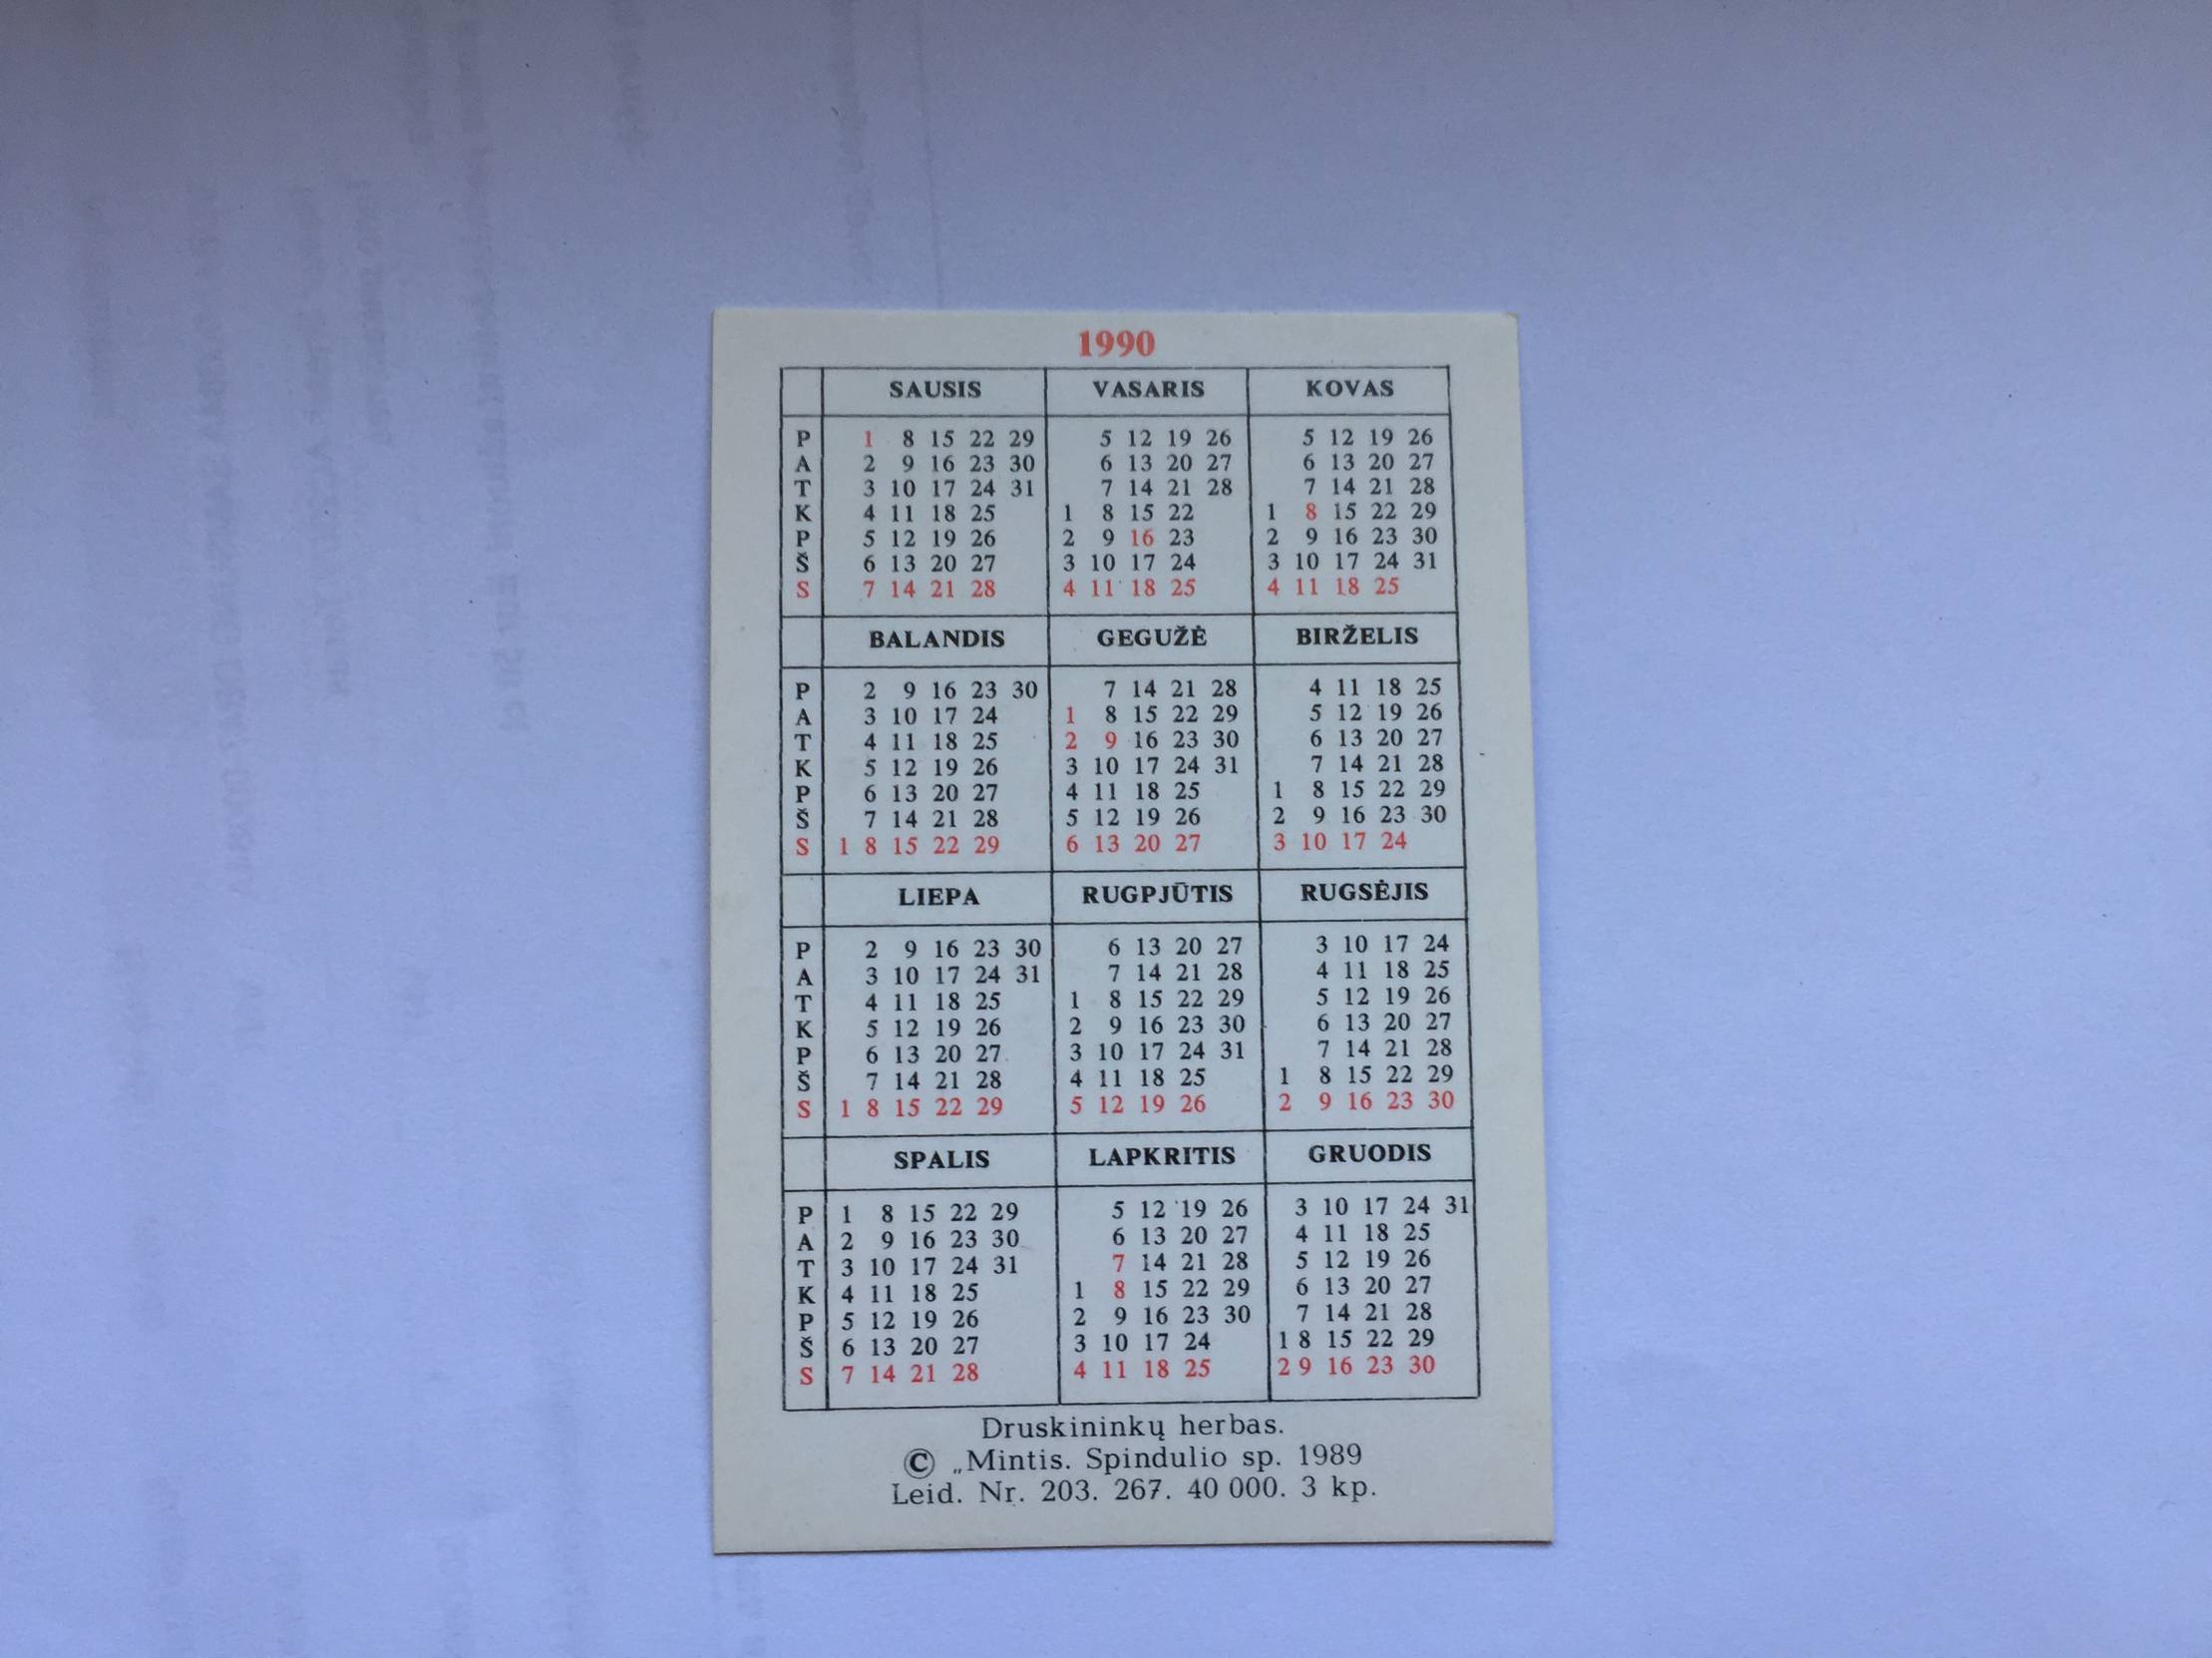 1990
SAUSIS VASARIS KOVAS
P 1 8 15 22 29 5 12 19 26 5 12 19 26
A 2 9 16 23 30 6 13 20 27 6 13 20 27
T 3 10 17 24 31 7 14 21 28 7 14 21 28
K 4 11 18 25 1 8 15 22 1 8 15 22 29
P 5 12 19 26 2 9 16 23 2 9 16 23 30
Š 6 13 20 27 3 10 17 24 3 10 17 24 31
S 7 14 21 28 4 11 18 25 4 11 18 25
BALANDIS GEGUŽĖ BIRŽELIS
P 2 9 16 23 30 7 14 21 28 4 11 18 25
A 3 10 17 24 1 8 15 22 29 5 12 19 26
T 4 11 18 25 2 9 16 23 30 6 13 20 27
K 5 12 19 26 3 10 17 24 31 7 14 21 28
P 6 13 20 27 4 11 18 25 1 8 15 22 29
Š 7 14 21 28 5 12 19 26 2 9 16 23 30
S 1 8 15 22 29 6 13 20 27 3 10 17 24
LIEPA RUGPJŪTIS RUGSĖJIS
P 2 9 16 23 30 6 13 20 27 3 10 17 24
A 3 10 17 24 31 7 14 21 28 4 11 18 25
T 4 11 18 25 1 8 15 22 29 5 12 19 26
K 5 12 19 26 2 9 16 23 30 6 13 20 27
P 6 13 20 27 3 10 17 24 31 7 14 21 28
Š 7 14 21 28 4 11 18 25 1 8 15 22 29
S 1 8 15 22 29 5 12 19 26 2 9 16 23 30
SPALIS LAPKRITIS GRUODIS
P 1 8 15 22 29 5 12 19 26 3 10 17 24 31
A 2 9 16 23 30 6 13 20 27 4 11 18 25
T 3 10 17 24 31 7 14 21 28 5 12 19 26
K 4 11 18 25 1 8 15 22 29 6 13 20 27
P 5 12 19 26 2 9 16 23 30 7 14 21 28
Š 6 13 20 27 3 10 17 24 1 8 15 22 29
S 7 14 21 28 4 11 18 25 2 9 16 23 30
Druskininkų herbas.
© „Mintis. Spindulio sp. 1989
Leid. Nr. 203. 267. 40 000. 3 kp.